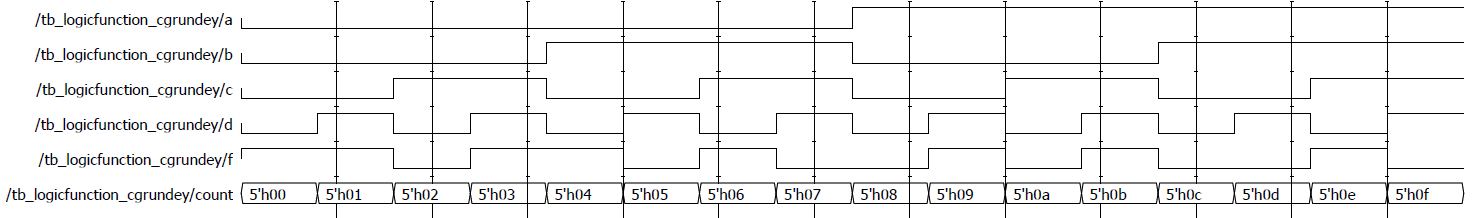 /tb_logicfunction_cgrundey/a
/tb_logicfunction_cgrundey/b
/tb_logicfunction_cgrundey/c
/tb_logicfunction_cgrundey/d
/tb_logicfunction_cgrundey/f
/tb_logicfunction_cgrundey/count 5'h00 5'h01 5'h02 5'h03 5'h04 5'h05 5'h06 5'h07 5'h08 5'h09 5'h0a 5'h0b 5'h0c 5'h0d 5'h0e 5'h0f